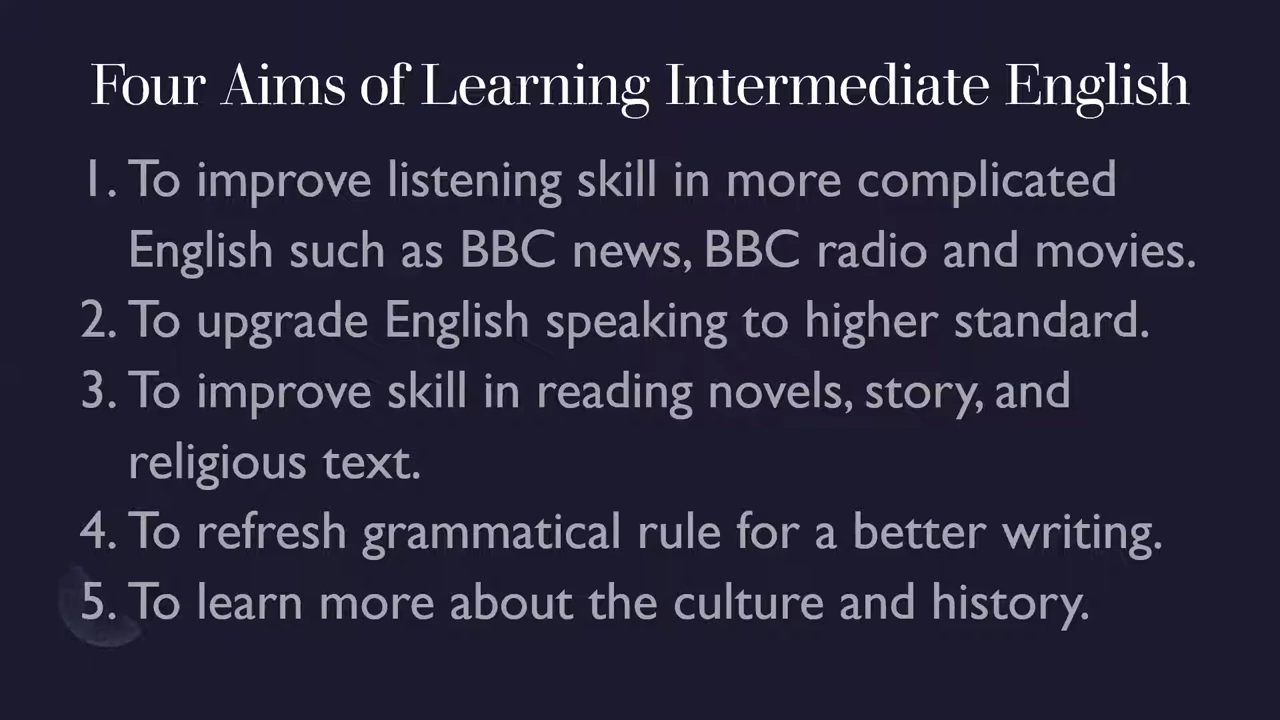 Four Aims of Learning Intermediate English
1. To improve listening skill in more complicated
English such as BBC news, BBC radio and movies.
2. To upgrade English speaking to higher standard.
3. To improve skill in reading novels, story, and
religious text.
4. To refresh grammatical rule for a better writing.
5. To learn more about the culture and history.